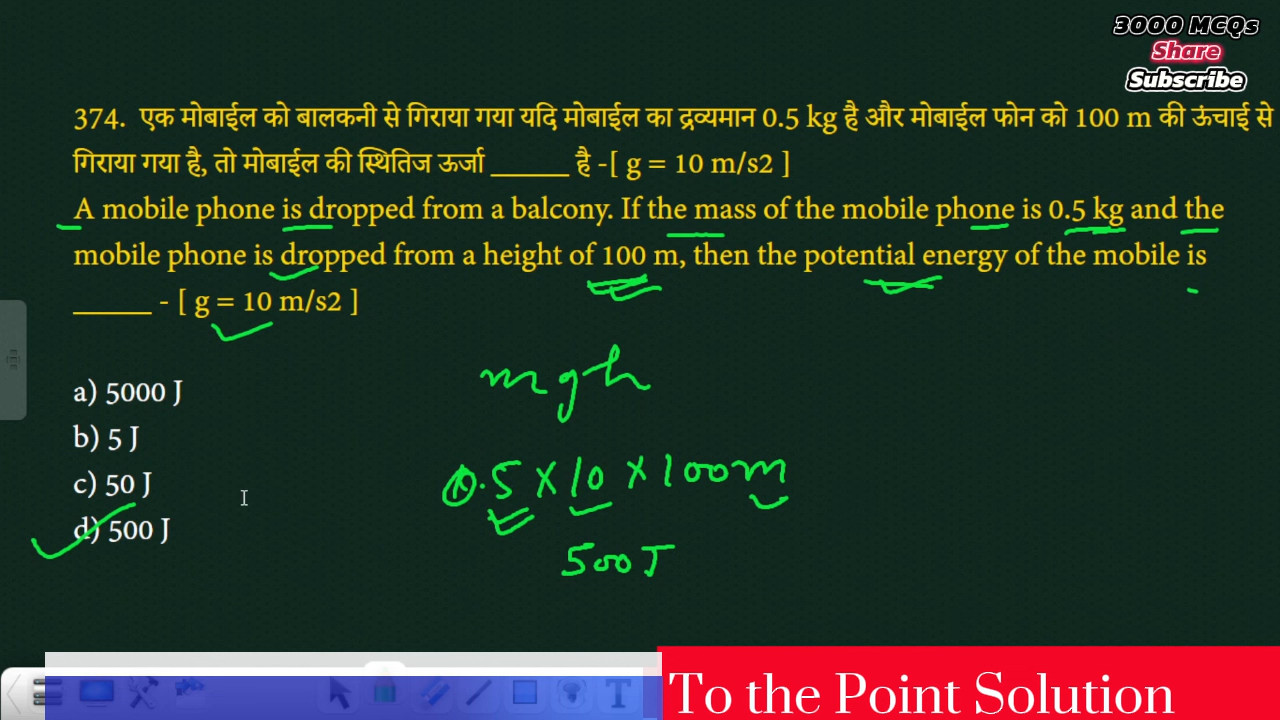 3000 MCQs
Share
Subscribe
374. एक मोबाईल को बालकनी से गिराया गया यदि मोबाईल का द्रव्यमान 0.5 kg है और मोबाईल फोन को 100 m की ऊंचाई से
गिराया गया है, तो मोबाईल की स्थितिज ऊर्जा _____ है -[ g = 10 m/s2 ]
A mobile phone is dropped from a balcony. If the mass of the mobile phone is 0.5 kg and the
mobile phone is dropped from a height of 100 m, then the potential energy of the mobile is
_____ - [ g = 10 m/s2 ]
a) 5000 J
b) 5 J
c) 50 J
d) 500 J
mgh
0.5 × 10 × 100m
500 J
To the Point Solution